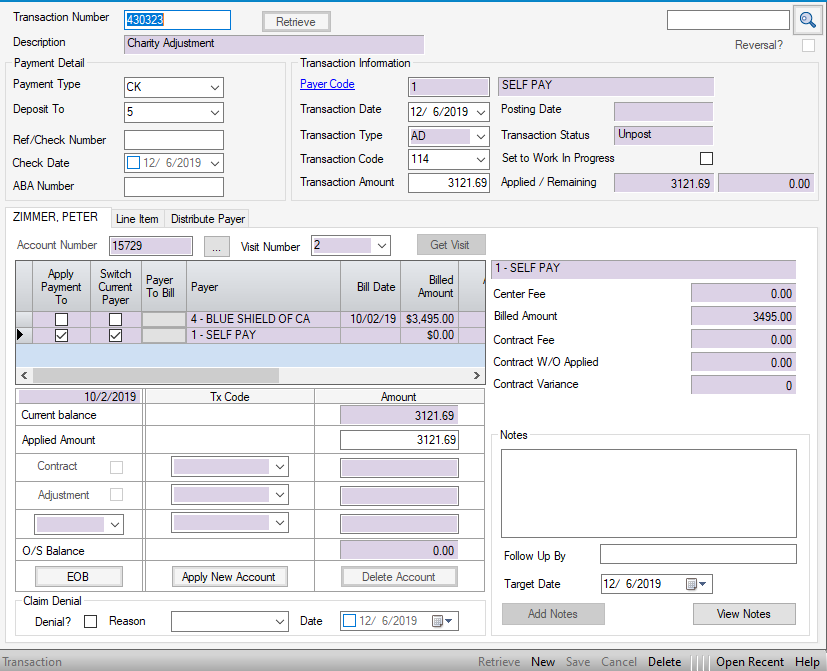 Transaction Number 430323 Retrieve
Description Charity Adjustment Reversal?
Payment Detail
Payment Type CK
Deposit To 5
Ref/Check Number
Check Date 12/ 6/2019
ABA Number
Transaction Information
Payer Code 1 SELF PAY
Transaction Date 12/ 6/2019 Posting Date
Transaction Type AD Transaction Status Unpost
Transaction Code 114 Set to Work In Progress
Transaction Amount 3121.69 Applied / Remaining 3121.69 0.00
ZIMMER, PETER Line Item Distribute Payer
Account Number 15729 ... Visit Number 2 Get Visit
Apply Payment To Switch Current Payer Payer To Bill Payer Bill Date Billed Amount
4 - BLUE SHIELD OF CA 10/02/19 $3,495.00
1 - SELF PAY $0.00
1 - SELF PAY
Center Fee 0.00
Billed Amount 3495.00
Contract Fee 0.00
Contract W/O Applied 0.00
Contract Variance 0
10/2/2019 Tx Code Amount
Current balance 3121.69
Applied Amount 3121.69
Contract
Adjustment
O/S Balance 0.00
EOB Apply New Account Delete Account
Claim Denial
Denial? Reason Date 12/ 6/2019
Notes
Follow Up By
Target Date 12/ 6/2019
Add Notes View Notes
Transaction Retrieve New Save Cancel Delete Open Recent Help